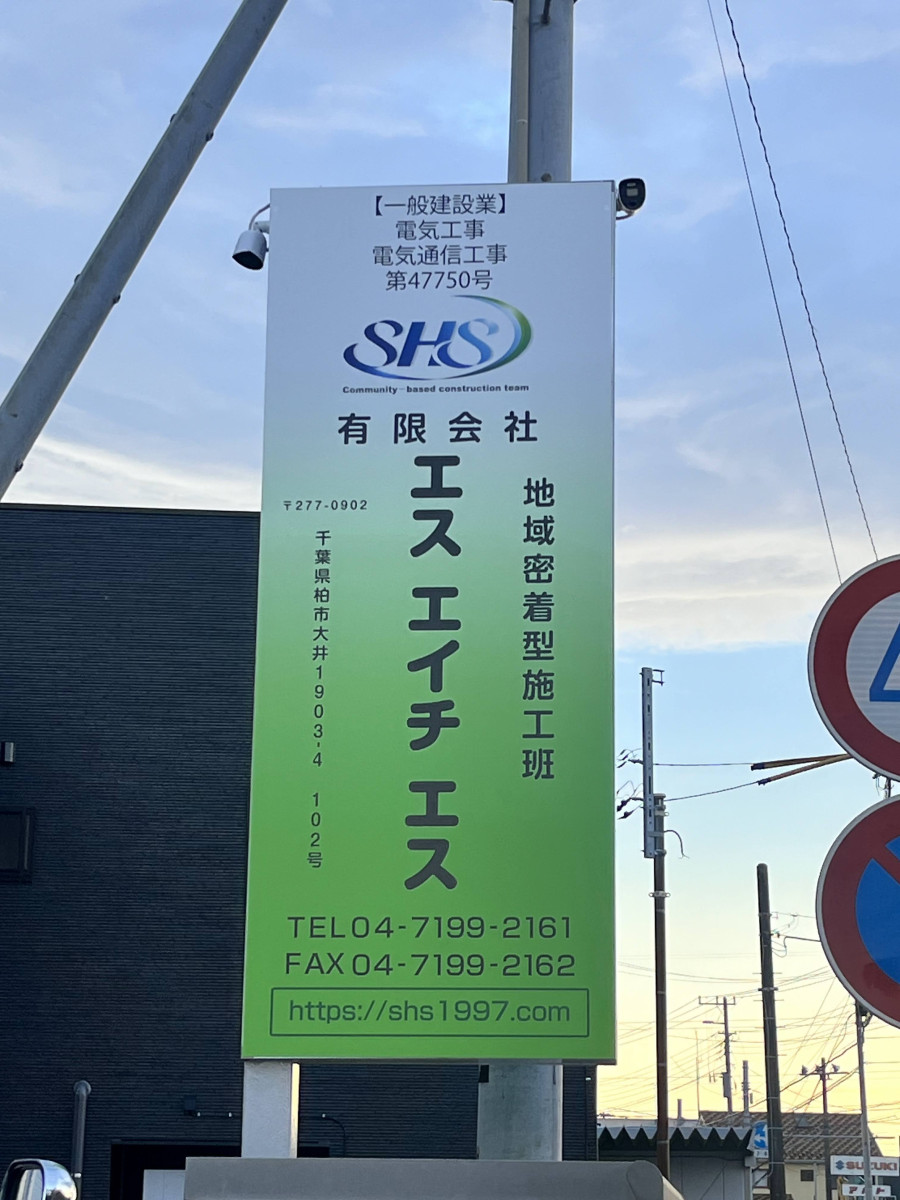 【一般建設業】
電気工事
電気通信工事
第47750号
SHS
Community-based construction team
有限会社
地域密着型施工班
エス エイチ エス
〒277-0902
千葉県柏市大井1903-4 102号
TEL 04-7199-2161
FAX 04-7199-2162
https://shs1997.com
SUZUKI